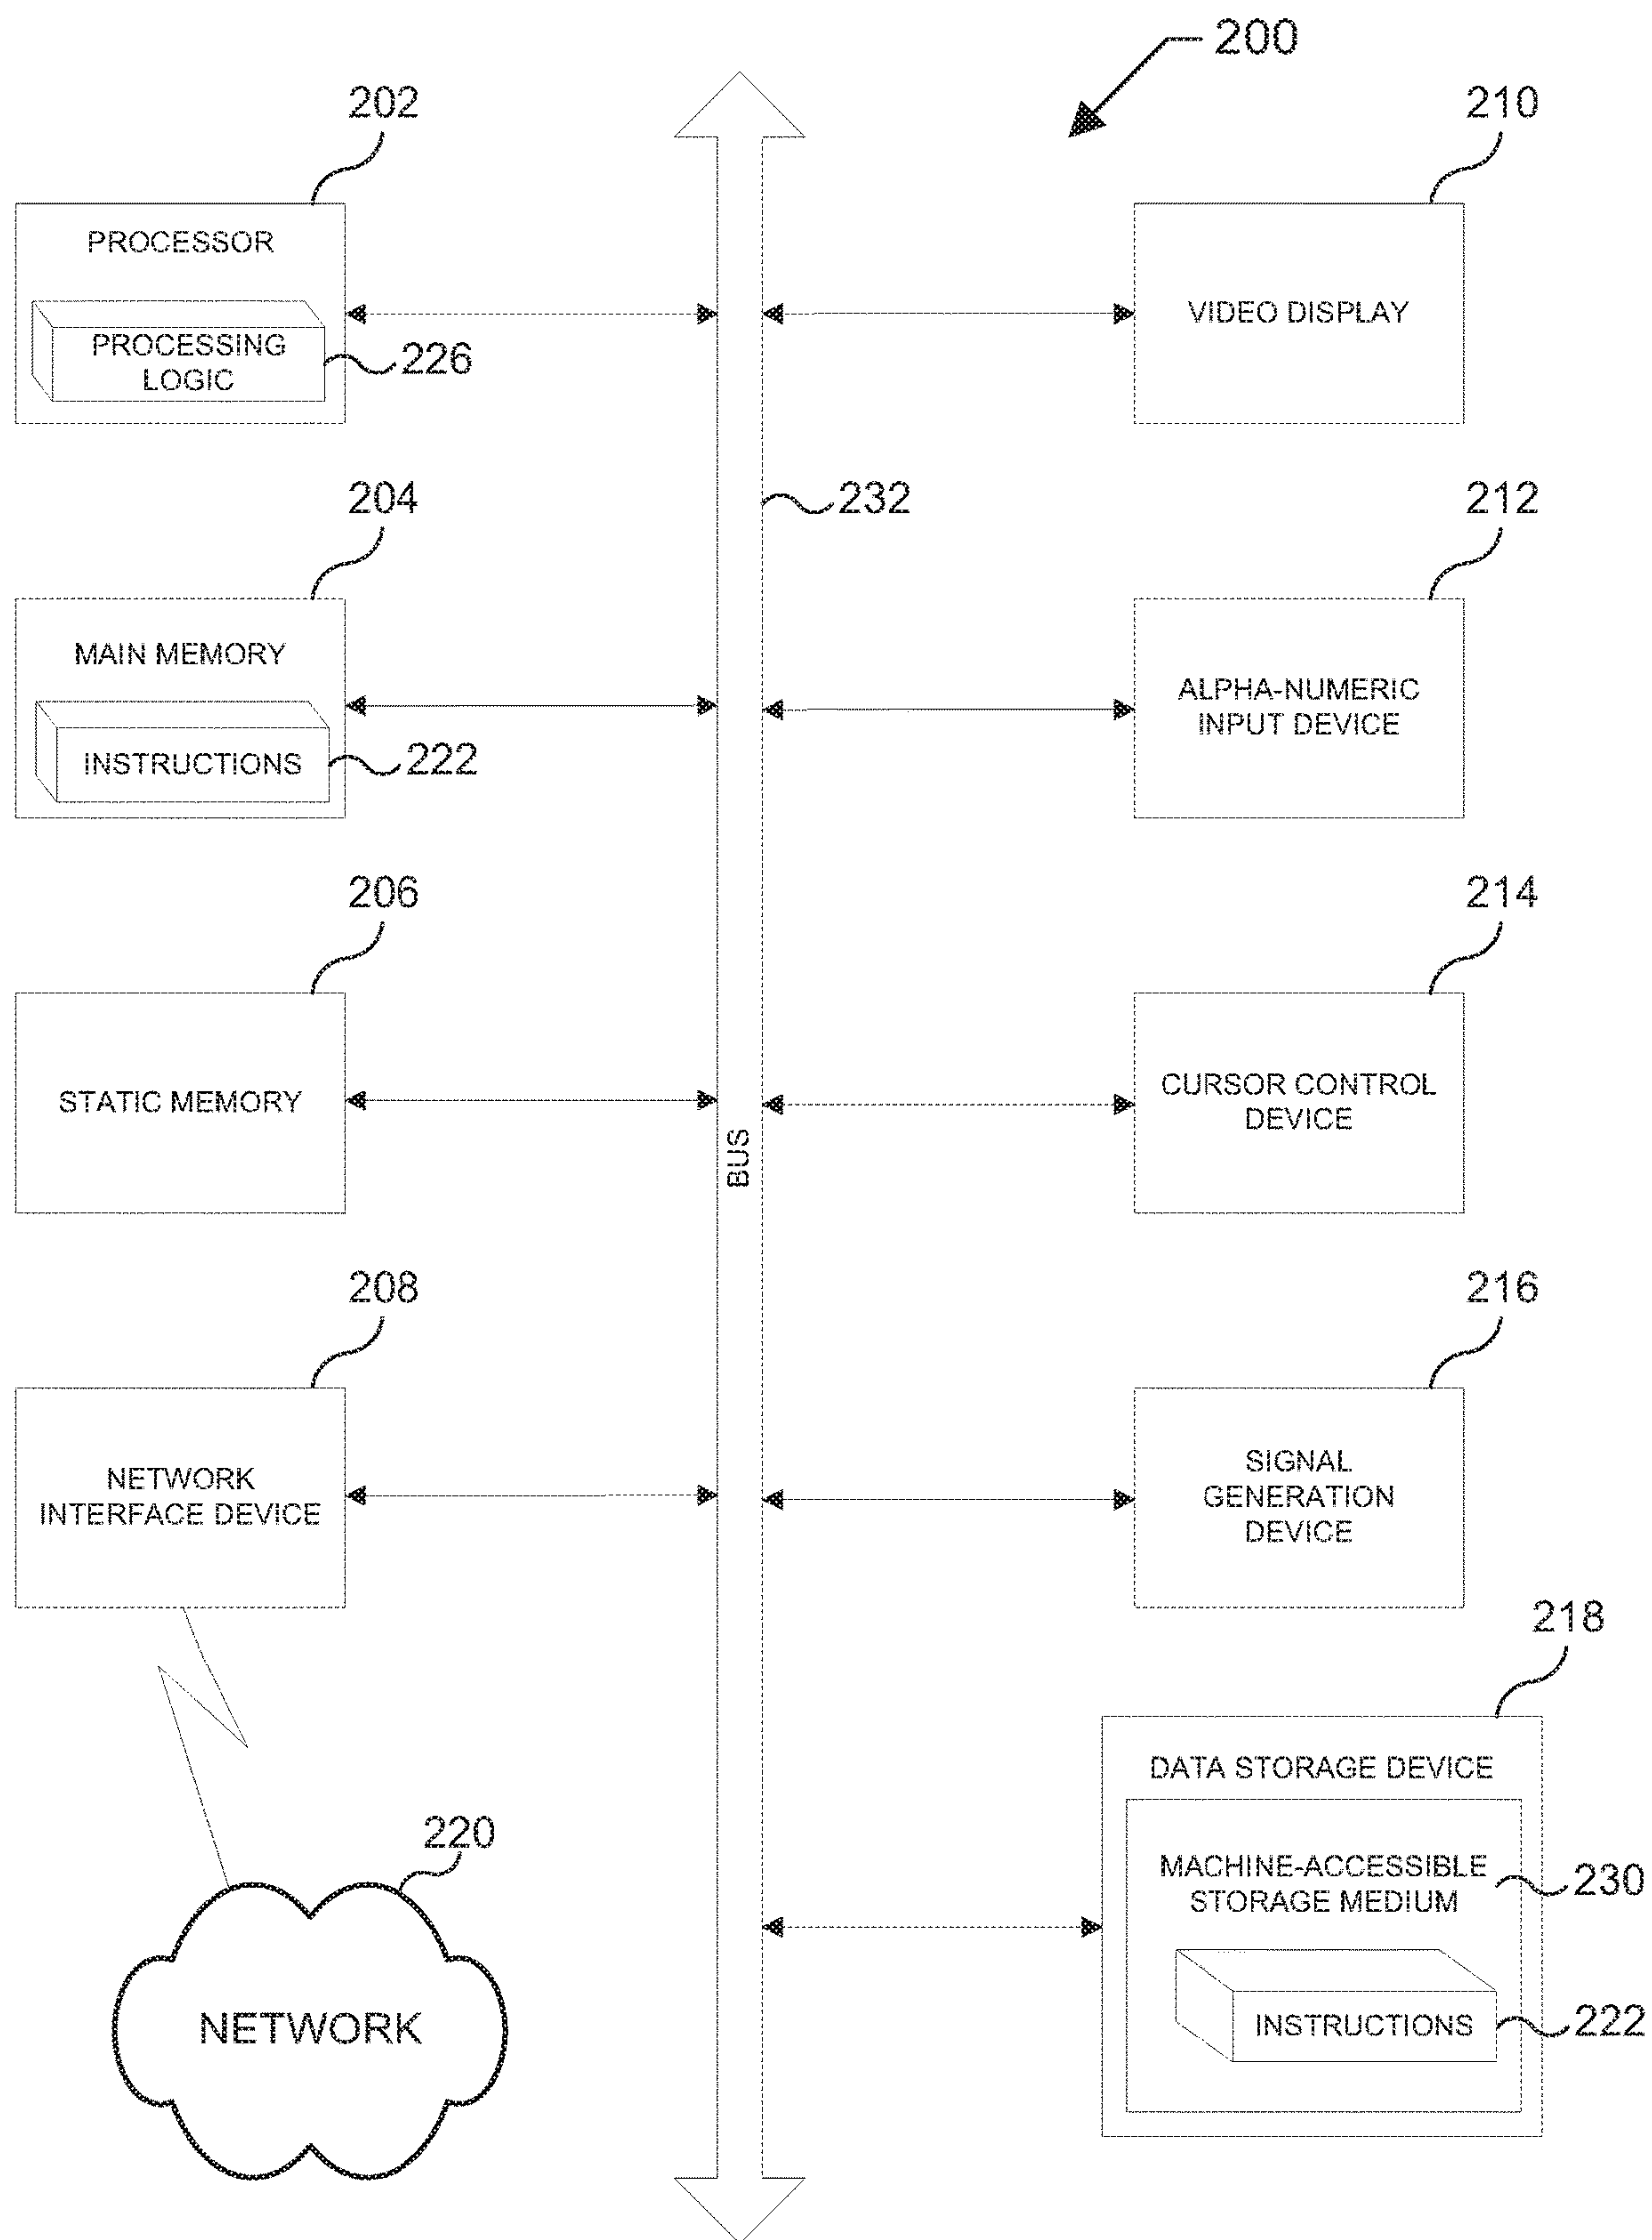 200
202
PROCESSOR
PROCESSING
LOGIC
226
204
MAIN MEMORY
INSTRUCTIONS
222
206
STATIC MEMORY
208
NETWORK
INTERFACE DEVICE
220
NETWORK
232
BUS
210
VIDEO DISPLAY
212
ALPHA-NUMERIC
INPUT DEVICE
214
CURSOR CONTROL
DEVICE
216
SIGNAL
GENERATION
DEVICE
218
DATA STORAGE DEVICE
MACHINE-ACCESSIBLE
STORAGE MEDIUM
230
INSTRUCTIONS
222